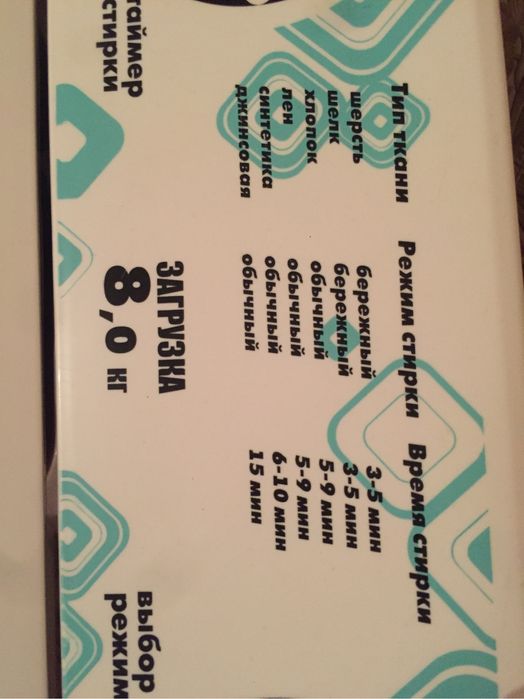 Тип ткани Режим стирки Время стирки
шерсть бережный 3-5 мин
шелк бережный 3-5 мин
хлопок обычный 5-9 мин
лен обычный 5-9 мин
синтетика обычный 6-10 мин
джинсовая обычный 15 мин
таймер
стирки
ЗАГРУЗКА
8,0 кг
выбор
режим